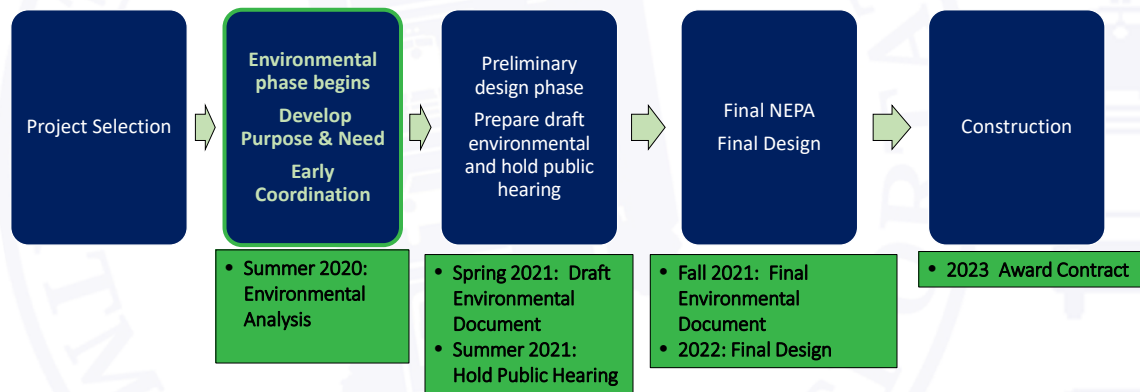 Project Selection
Environmental
phase begins
Develop
Purpose & Need
Early
Coordination
Preliminary
design phase
Prepare draft
environmental
and hold public
hearing
Final NEPA
Final Design
Construction
• Summer 2020:
Environmental
Analysis
• Spring 2021: Draft
Environmental
Document
• Summer 2021:
Hold Public Hearing
• Fall 2021: Final
Environmental
Document
• 2022: Final Design
• 2023 Award Contract